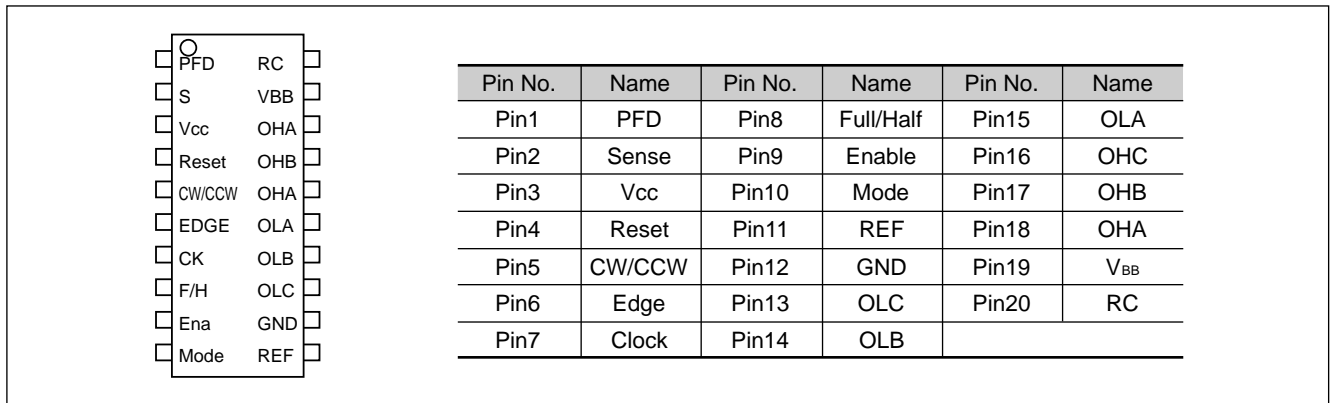 PFD RC
S VBB
Vcc OHA
Reset OHB
CW/CCW OHA
EDGE OLA
CK OLB
F/H OLC
Ena GND
Mode REF
Pin No. Name Pin No. Name Pin No. Name
Pin1 PFD Pin8 Full/Half Pin15 OLA
Pin2 Sense Pin9 Enable Pin16 OHC
Pin3 Vcc Pin10 Mode Pin17 OHB
Pin4 Reset Pin11 REF Pin18 OHA
Pin5 CW/CCW Pin12 GND Pin19 VBB
Pin6 Edge Pin13 OLC Pin20 RC
Pin7 Clock Pin14 OLB